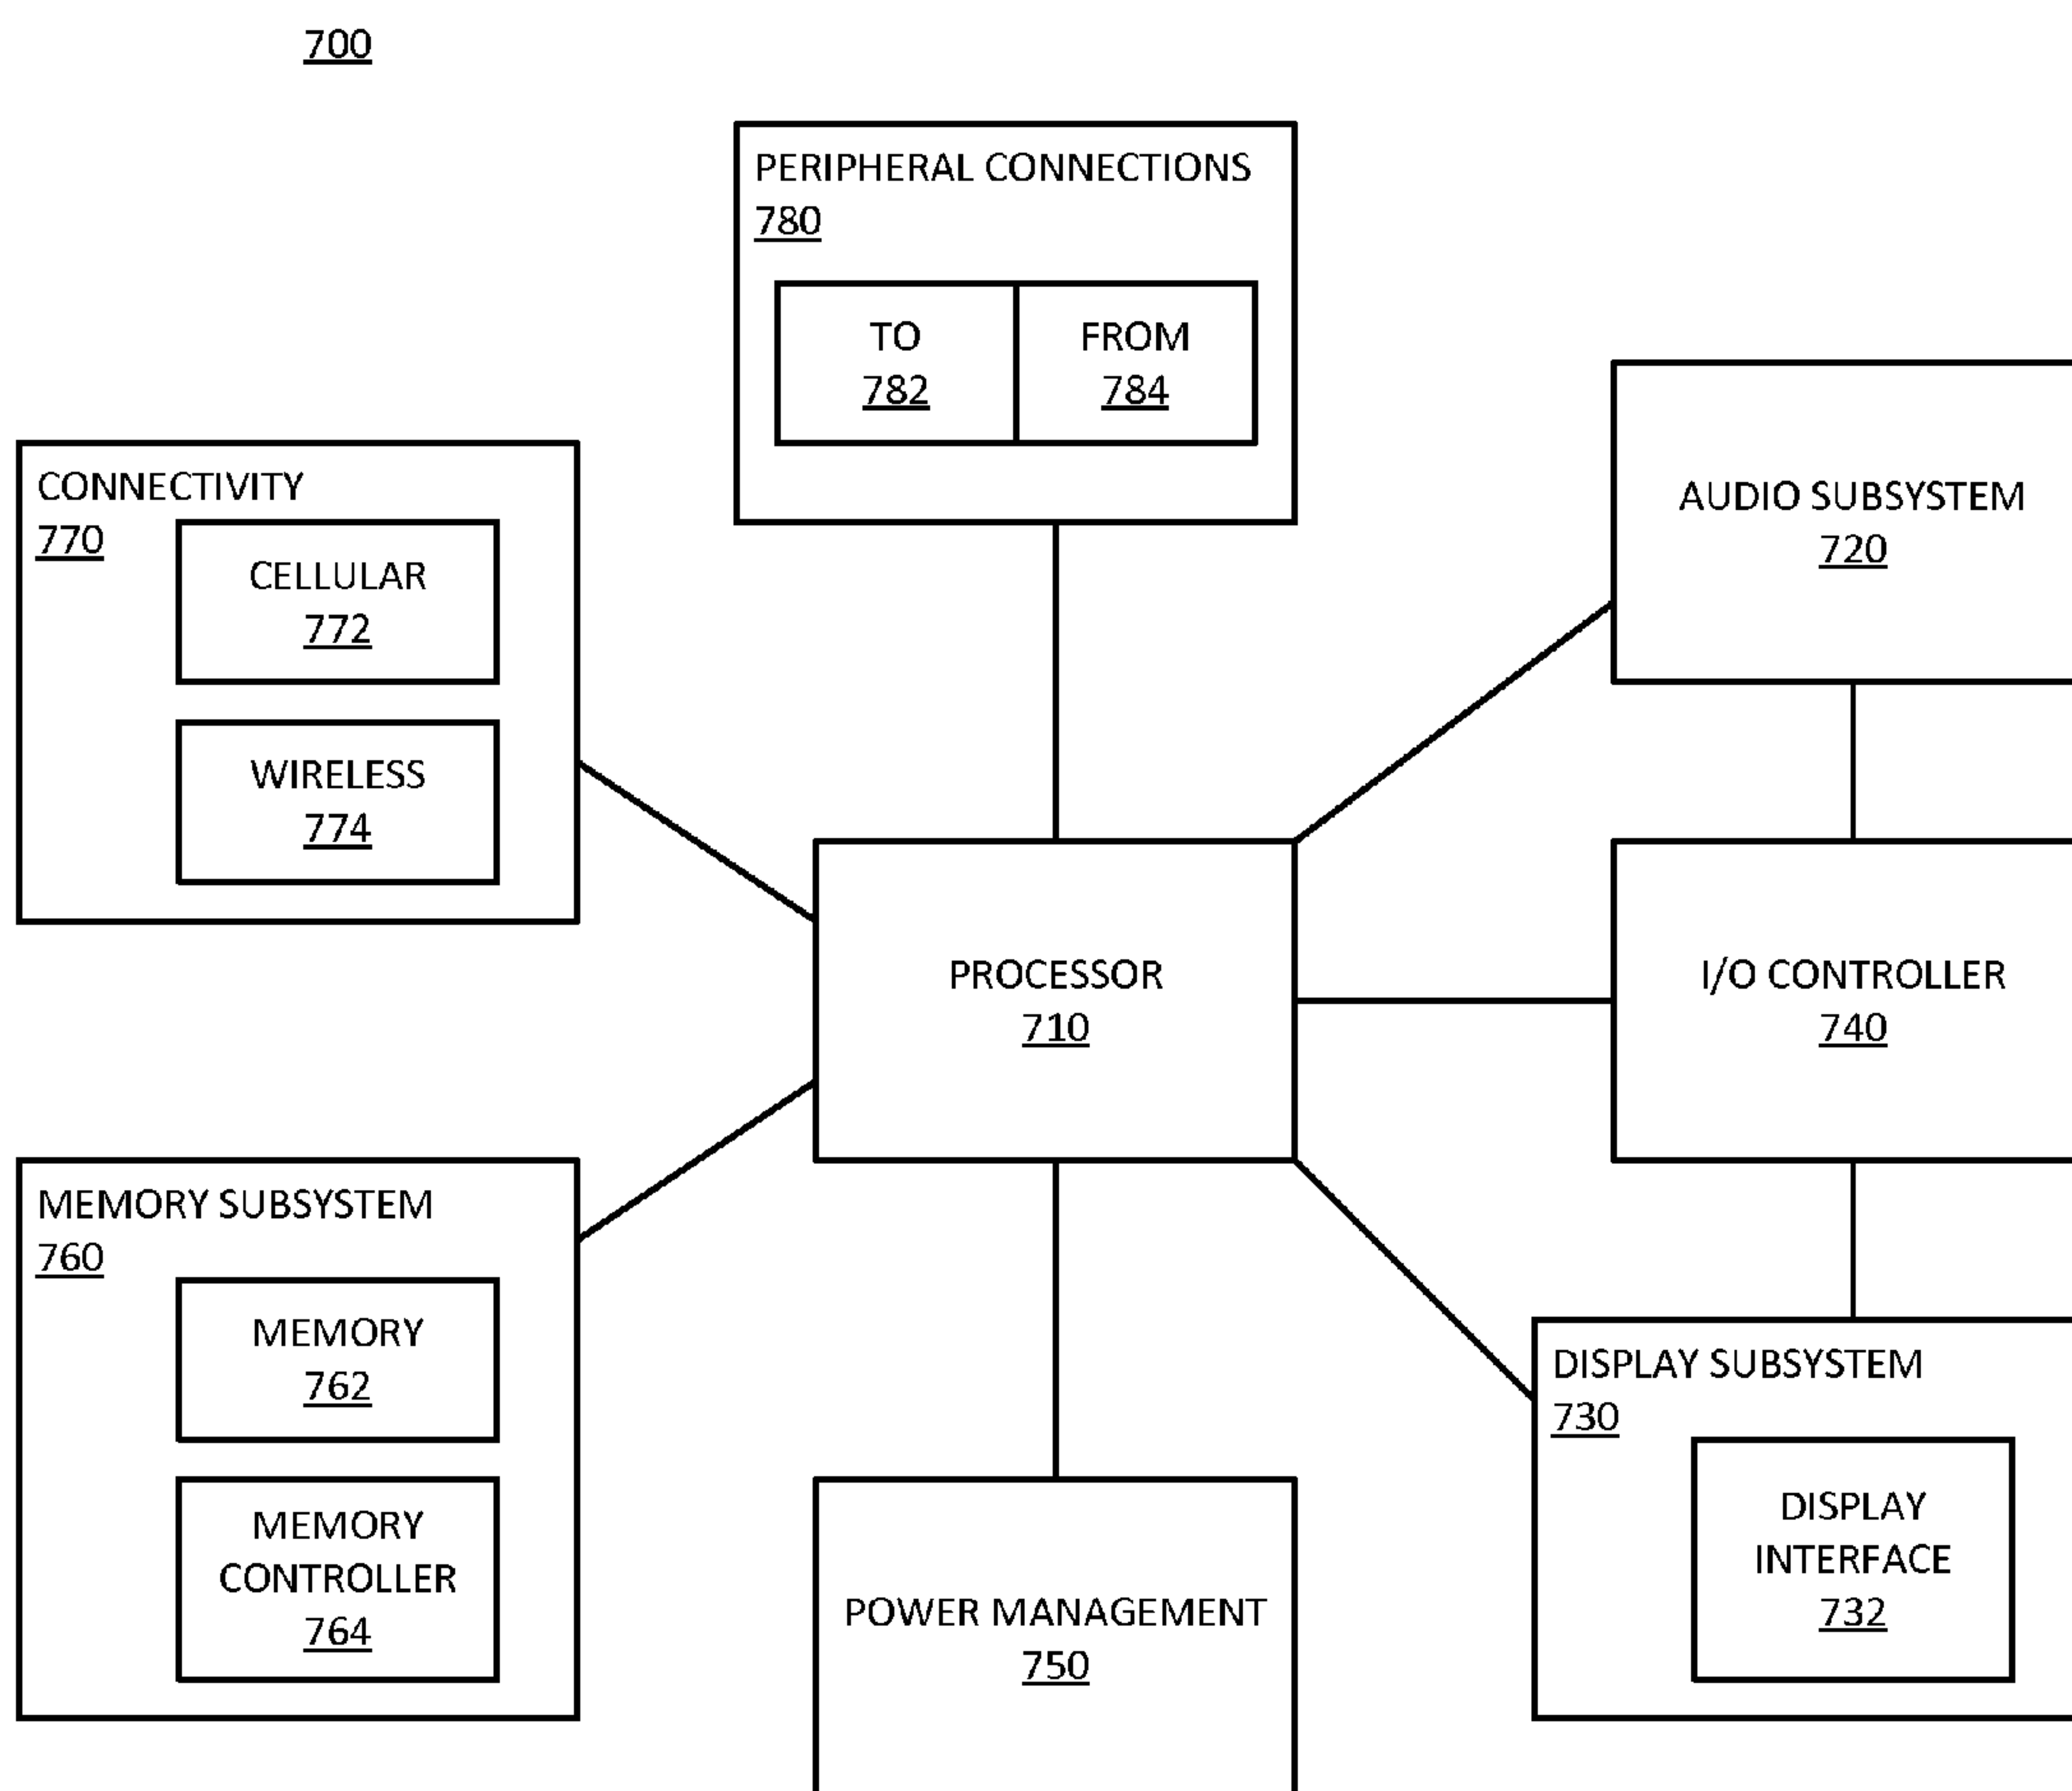 700
PERIPHERAL CONNECTIONS
780
TO
782
FROM
784
CONNECTIVITY
770
CELLULAR
772
WIRELESS
774
AUDIO SUBSYSTEM
720
PROCESSOR
710
I/O CONTROLLER
740
MEMORY SUBSYSTEM
760
MEMORY
762
MEMORY
CONTROLLER
764
POWER MANAGEMENT
750
DISPLAY SUBSYSTEM
730
DISPLAY
INTERFACE
732